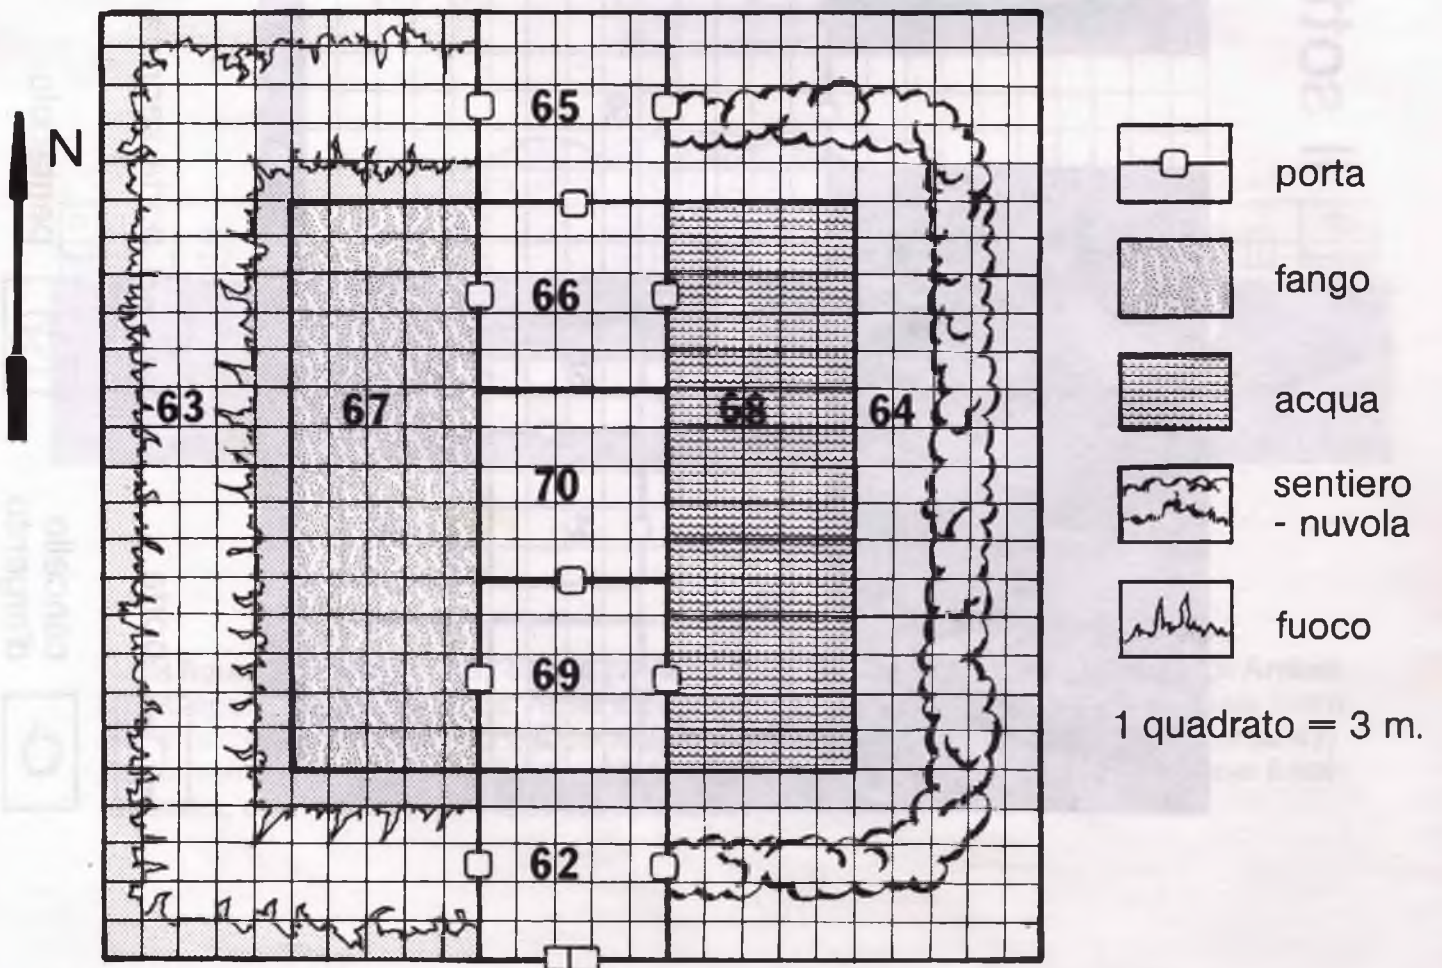 N
65
66
63
67
68
64
70
69
62
porta
fango
acqua
sentiero
- nuvola
fuoco
1 quadrato = 3 m.